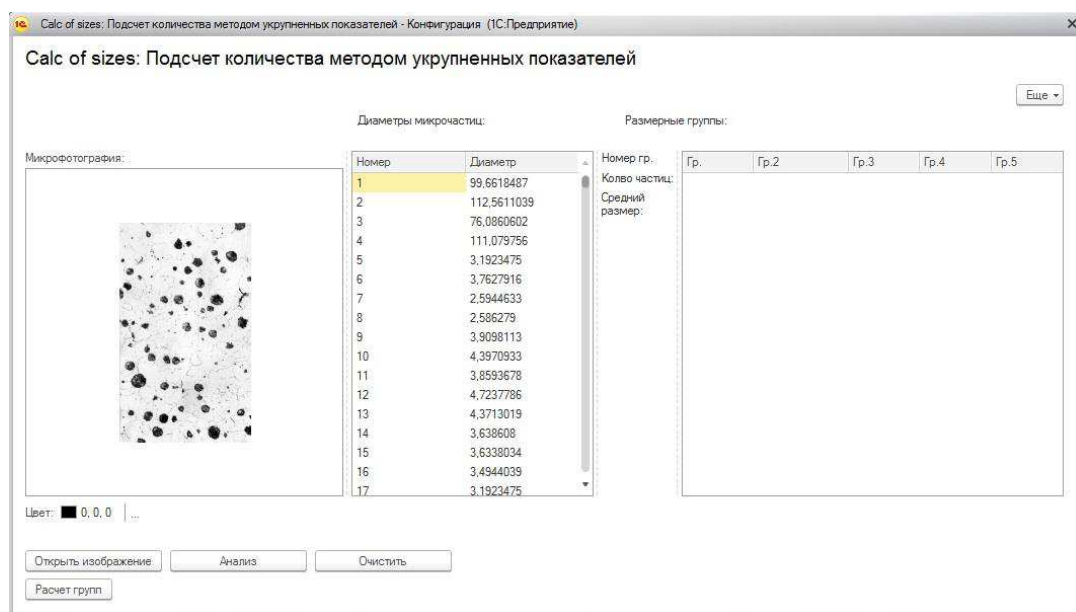 Calc of sizes: Подсчет количества методом укрупненных показателей - Конфигурация (1С:Предприятие)
Calc of sizes: Подсчет количества методом укрупненных показателей
Еще
Диаметры микрочастиц:
Размерные группы:
Микрофотография:
Номер Диаметр
1 99,6618487
2 112,5611039
3 76,0860602
4 111,079756
5 3,1923475
6 3,7627916
7 2,5944633
8 2,586279
9 3,9098113
10 4,3970933
11 3,8593678
12 4,7237786
13 4,3713019
14 3,638608
15 3,6338034
16 3,4944039
17 3,1923475
Номер гр.
Колво частиц:
Средний
размер:
Гр. Гр.2 Гр.3 Гр.4 Гр.5
Цвет: 0, 0, 0 ...
Открыть изображение Анализ Очистить
Расчет групп